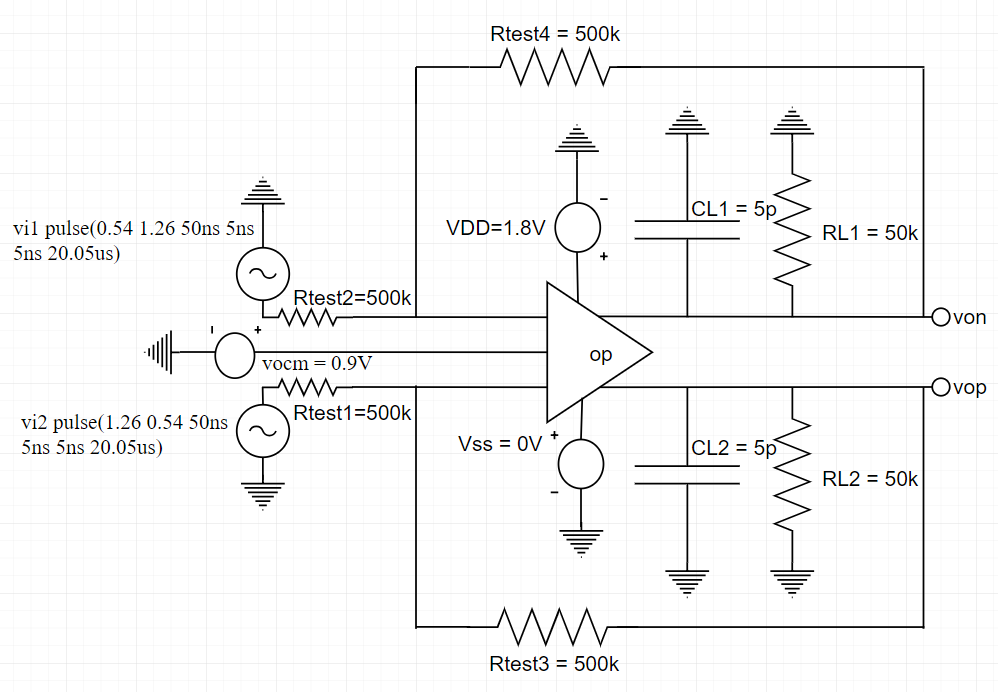 Rtest4 = 500k
vi1 pulse(0.54 1.26 50ns 5ns
5ns 20.05us)
VDD=1.8V
-
+
CL1 = 5p
RL1 = 50k
Rtest2=500k
von
+
vocm = 0.9V
op
vop
Rtest1=500k
vi2 pulse(1.26 0.54 50ns
5ns 5ns 20.05us)
Vss = 0V
+
-
CL2 = 5p
RL2 = 50k
Rtest3 = 500k